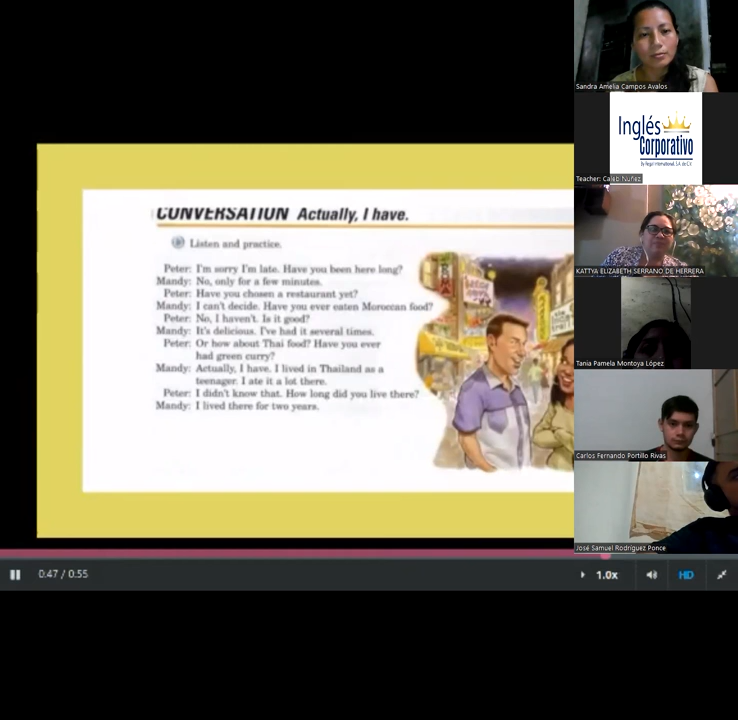 CONVERSATION Actually, I have.
Listen and practice.
Peter: I'm sorry I'm late. Have you been here long?
Mandy: No, only for a few minutes.
Peter: Have you chosen a restaurant yet?
Mandy: I can't decide. Have you ever eaten Moroccan food?
Peter: No, I haven't. Is it good?
Mandy: It's delicious. I've had it several times.
Peter: Or how about Thai food? Have you ever
had green curry?
Mandy: Actually, I have. I lived in Thailand as a
teenager. I ate it a lot there.
Peter: I didn't know that. How long did you live there?
Mandy: I lived there for two years.
0:47 / 0:55
1.0x
HD
Sandra Amelia Campos Avalos
Inglés
Corporativo
Teacher: Caleb Nuñez
KATTYA ELIZABETH SERRANO DE HERRERA
Tania Pamela Montoya López
Carlos Fernando Portillo Rivas
José Samuel Rodríguez Ponce